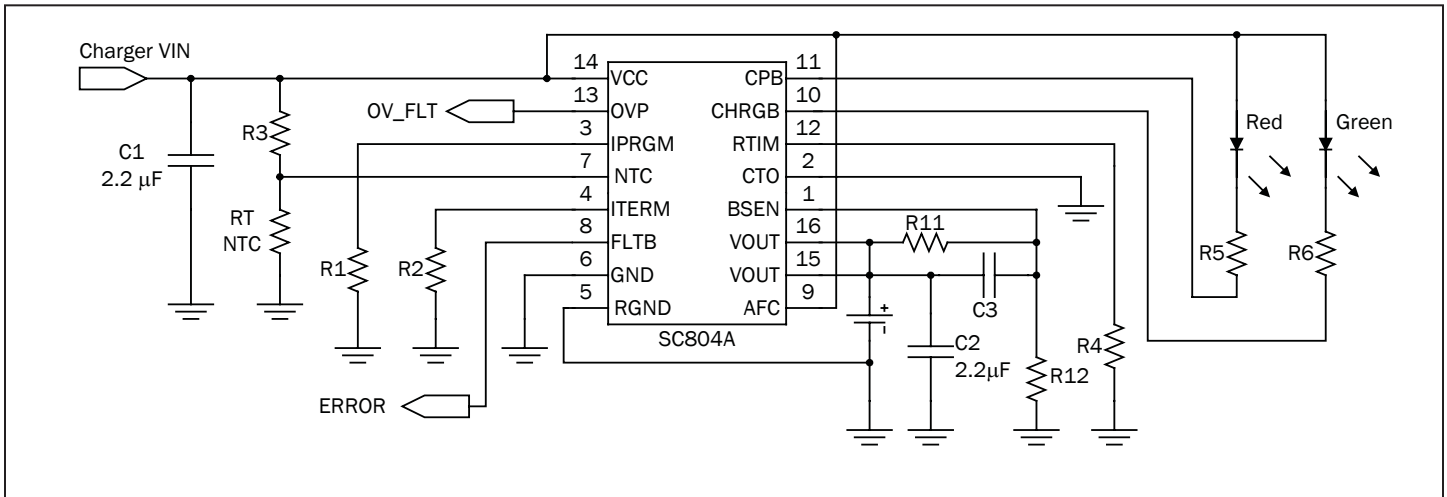 Charger VIN
14
VCC
CPB
11
OV_FLT
13
OVP
CHRGB
10
R3
3
IPRGM
RTIM
12
Red
Green
C1
2.2 µF
7
NTC
CTO
2
RT
NTC
4
ITERM
BSEN
1
8
FLTB
VOUT
16
R11
R1
R2
6
GND
VOUT
15
R5
R6
5
RGND
AFC
9
+
C3
SC804A
C2
2.2µF
R12
R4
ERROR